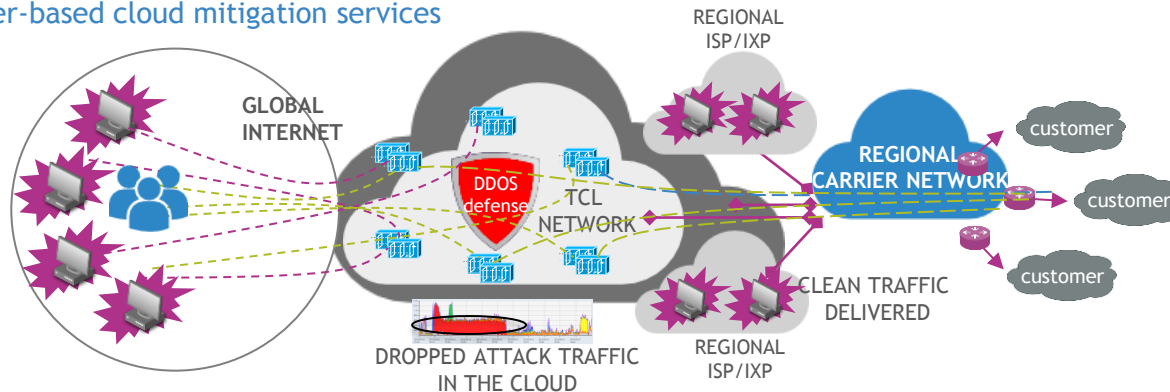 er-based cloud mitigation services
REGIONAL
ISP/IXP
GLOBAL
INTERNET
customer
DDOS
defense
TCL
NETWORK
REGIONAL
CARRIER NETWORK
customer
customer
CLEAN TRAFFIC
DELIVERED
DROPPED ATTACK TRAFFIC
IN THE CLOUD
REGIONAL
ISP/IXP